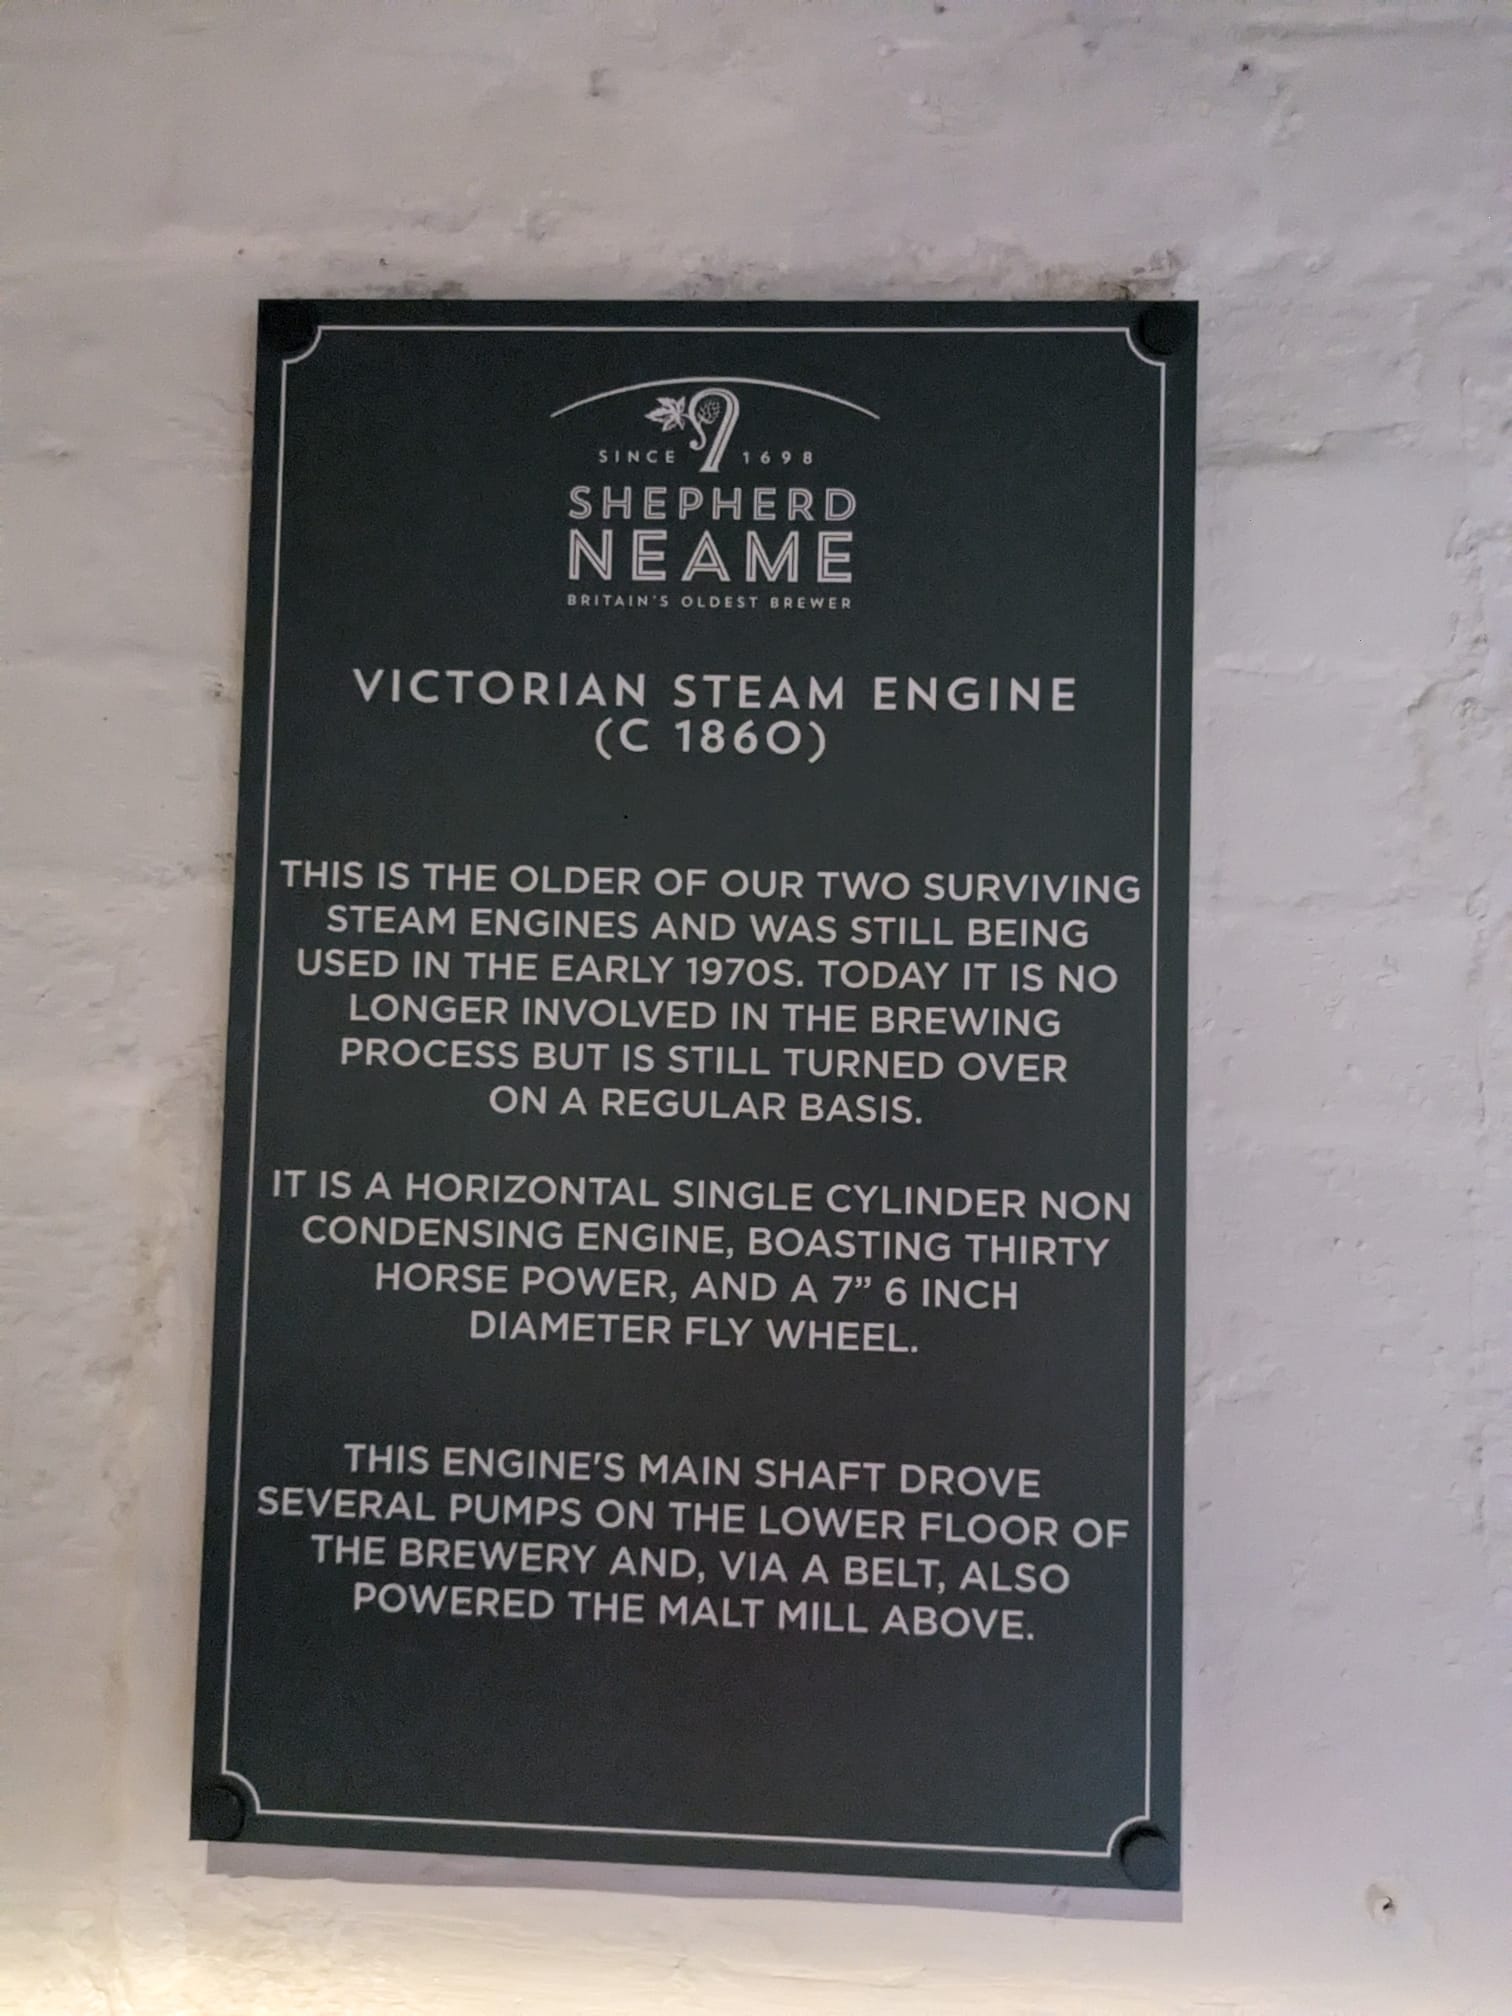 SINCE 1698
SHEPHERD
NEAME
BRITAIN'S OLDEST BREWER
VICTORIAN STEAM ENGINE
(C 1860)
THIS IS THE OLDER OF OUR TWO SURVIVING
STEAM ENGINES AND WAS STILL BEING
USED IN THE EARLY 1970S. TODAY IT IS NO
LONGER INVOLVED IN THE BREWING
PROCESS BUT IS STILL TURNED OVER
ON A REGULAR BASIS.
IT IS A HORIZONTAL SINGLE CYLINDER NON
CONDENSING ENGINE, BOASTING THIRTY
HORSE POWER, AND A 7” 6 INCH
DIAMETER FLY WHEEL.
THIS ENGINE'S MAIN SHAFT DROVE
SEVERAL PUMPS ON THE LOWER FLOOR OF
THE BREWERY AND, VIA A BELT, ALSO
POWERED THE MALT MILL ABOVE.